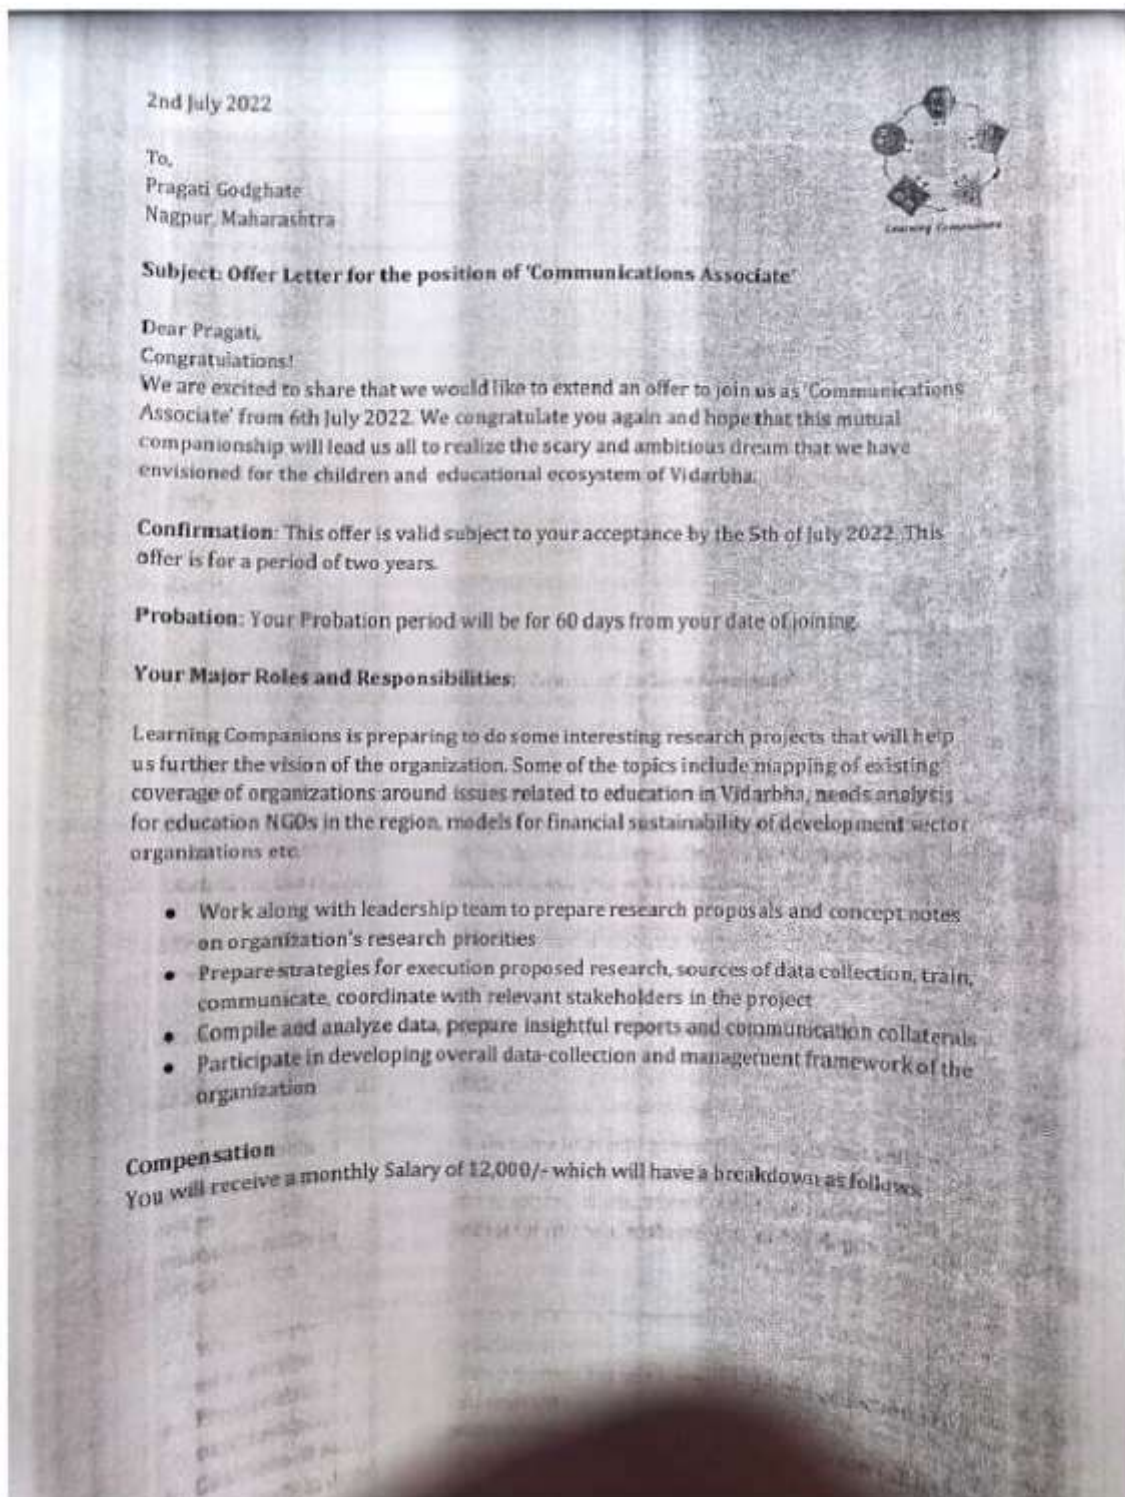 2nd July 2022
Learning Companions
To,
Pragati Godghate
Nagpur, Maharashtra
Subject: Offer Letter for the position of 'Communications Associate'
Dear Pragati,
Congratulations!
We are excited to share that we would like to extend an offer to join us as 'Communications
Associate' from 6th July 2022. We congratulate you again and hope that this mutual
companionship will lead us all to realize the scary and ambitious dream that we have
envisioned for the children and educational ecosystem of Vidarbha.
Confirmation: This offer is valid subject to your acceptance by the 5th of July 2022. This
offer is for a period of two years.
Probation: Your Probation period will be for 60 days from your date of joining.
Your Major Roles and Responsibilities:
Learning Companions is preparing to do some interesting research projects that will help
us further the vision of the organization. Some of the topics include mapping of existing
coverage of organizations around issues related to education in Vidarbha, needs analysis
for education NGOs in the region, models for financial sustainability of development sector
organizations etc.
● Work along with leadership team to prepare research proposals and concept notes
on organization's research priorities
● Prepare strategies for execution proposed research, sources of data collection, train,
communicate, coordinate with relevant stakeholders in the project
● Compile and analyze data, prepare insightful reports and communication collaterals
● Participate in developing overall data-collection and management framework of the
organization
Compensation
You will receive a monthly Salary of 12,000/- which will have a breakdown as follows: